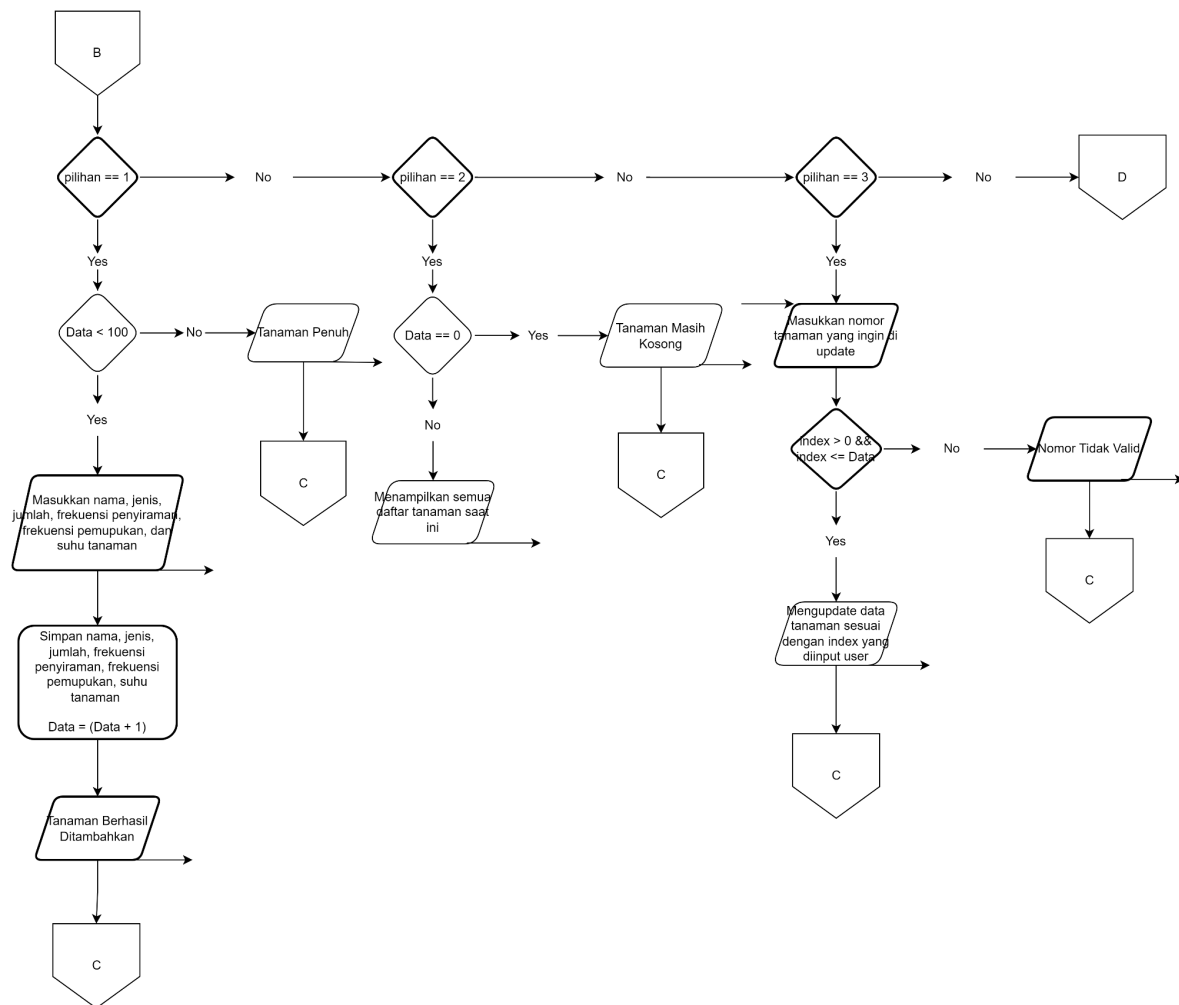 B
pilihan == 1
No
pilihan == 2
No
pilihan == 3
No
D
Yes
Yes
Yes
Data < 100
No
Tanaman Penuh
Data == 0
Yes
Tanaman Masih
Kosong
Masukkan nomor
tanaman yang ingin di
update
Yes
No
C
C
index > 0 &&
index <= Data
No
Nomor Tidak Valid
Masukkan nama, jenis,
jumlah, frekuensi penyiraman,
frekuensi pemupukan, dan
suhu tanaman
Menampilkan semua
daftar tanaman saat
ini
Yes
C
Simpan nama, jenis,
jumlah, frekuensi
penyiraman, frekuensi
pemupukan, suhu
tanaman
Data = (Data + 1)
Mengupdate data
tanaman sesuai
dengan index yang
diinput user
C
Tanaman Berhasil
Ditambahkan
C